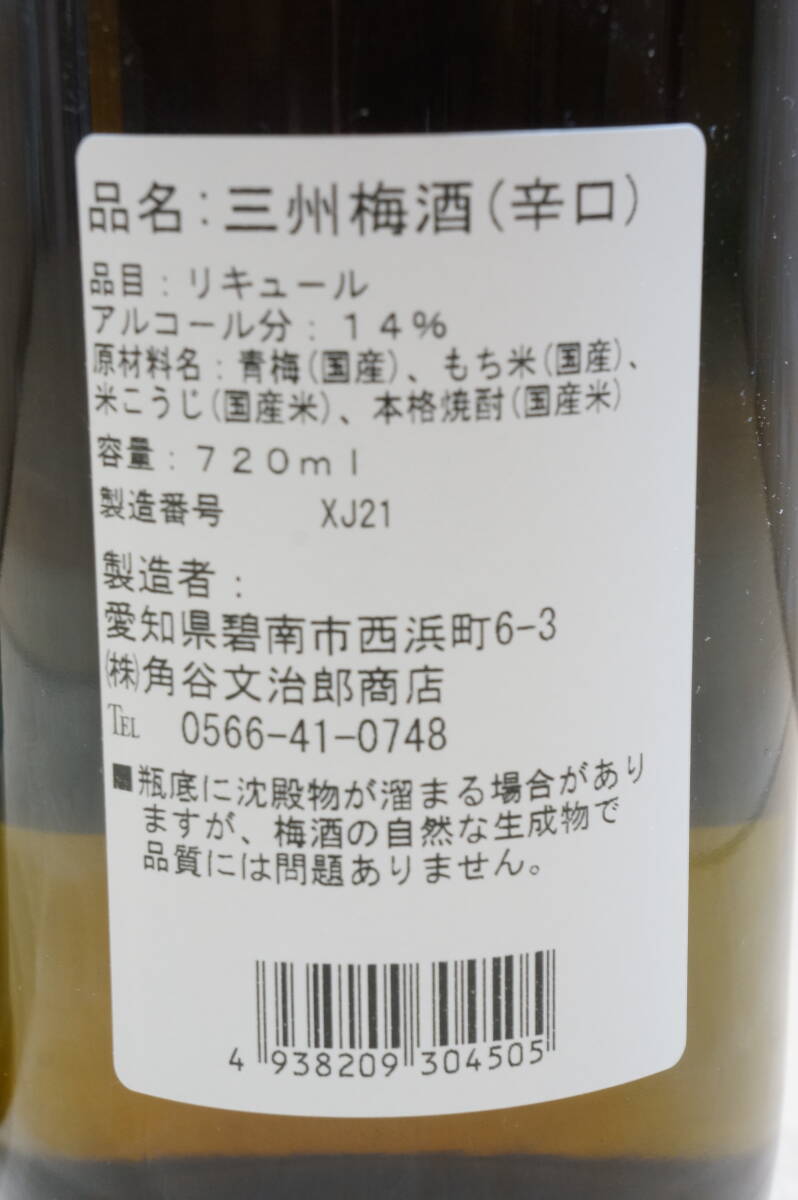 品名：三州梅酒（辛口）
品目：リキュール
アルコール分：１４％
原材料名：青梅（国産）、もち米（国産）、
米こうじ（国産米）、本格焼酎（国産米）
容量：７２０ｍｌ
製造番号　XJ21
製造者：
愛知県碧南市西浜町6-3
㈱角谷文治郎商店
TEL 0566-41-0748
■瓶底に沈殿物が溜まる場合があり
ますが、梅酒の自然な生成物で
品質には問題ありません。
4 938209 304505